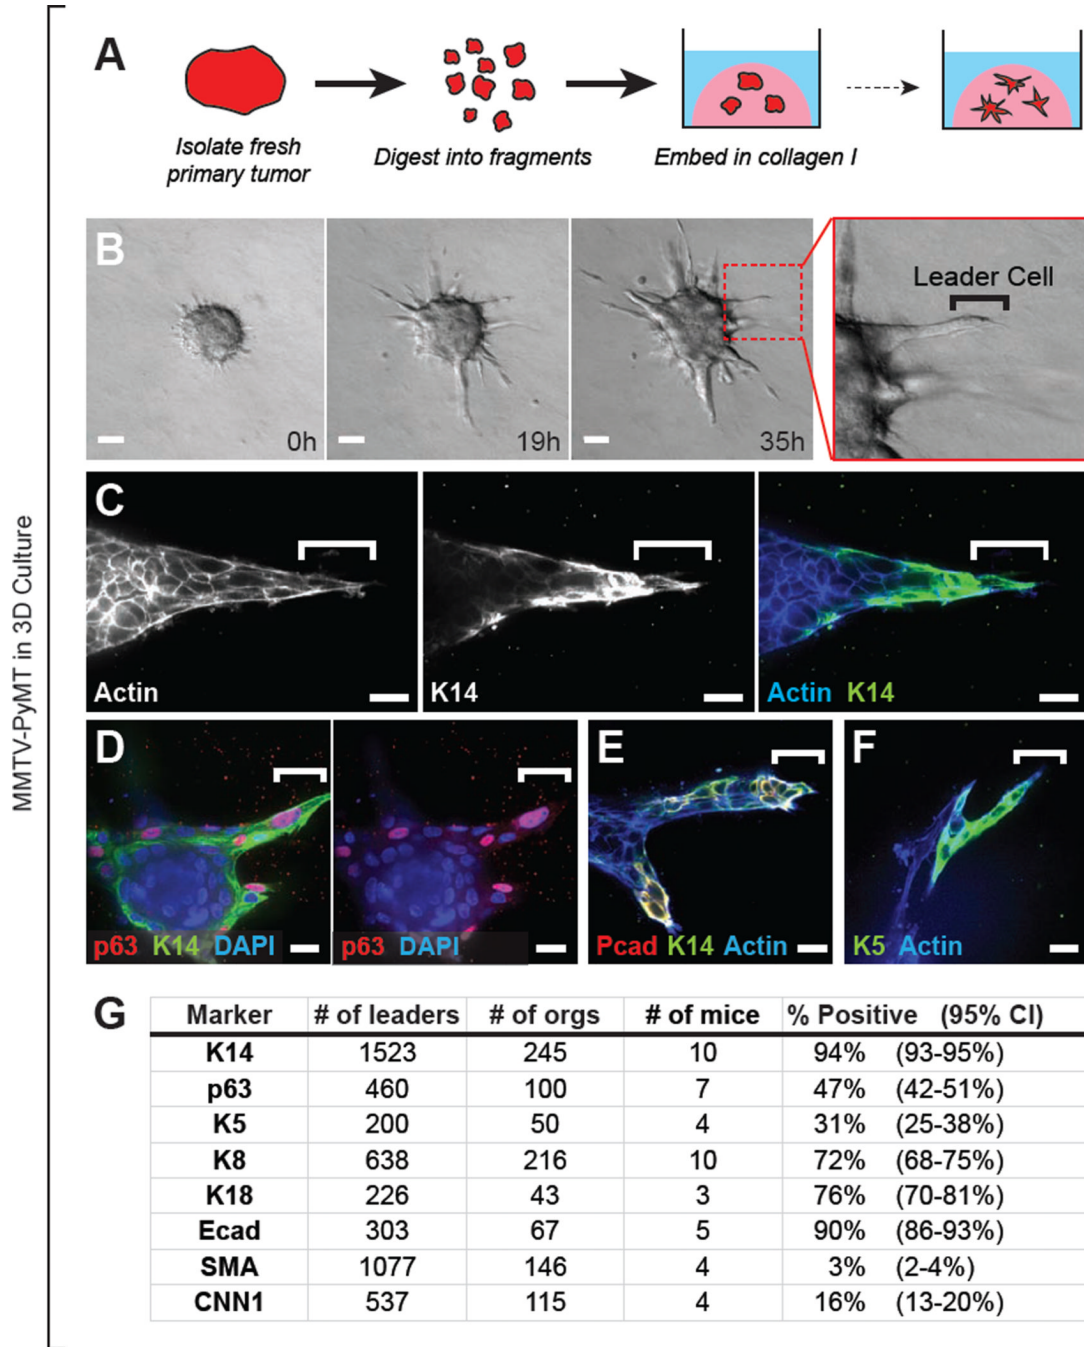 MMTV-PyMT in 3D Culture
A
Isolate fresh
primary tumor
Digest into fragments
Embed in collagen I
B
0h
19h
35h
Leader Cell
C
Actin
K14
Actin K14
D
p63 K14 DAPI
p63 DAPI
E
Pcad K14 Actin
F
K5 Actin
G
Marker # of leaders # of orgs # of mice % Positive (95% CI)
K14 1523 245 10 94% (93-95%)
p63 460 100 7 47% (42-51%)
K5 200 50 4 31% (25-38%)
K8 638 216 10 72% (68-75%)
K18 226 43 3 76% (70-81%)
Ecad 303 67 5 90% (86-93%)
SMA 1077 146 4 3% (2-4%)
CNN1 537 115 4 16% (13-20%)